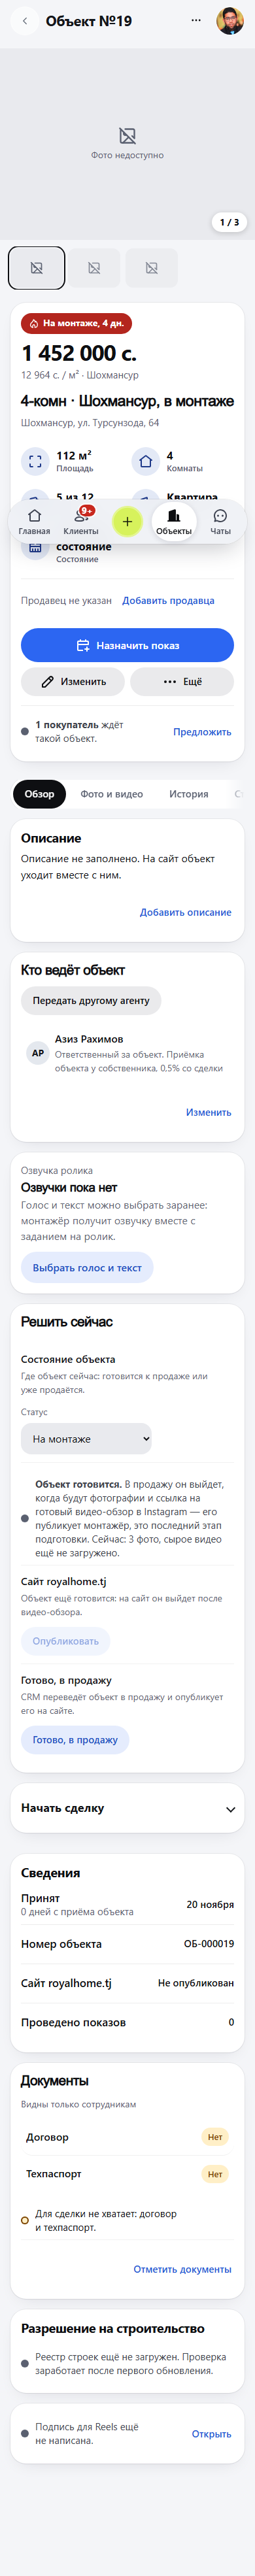 Объект №19
Фото недоступно
1 / 3
На монтаже, 4 дн.
1 452 000 с.
12 964 с. / м² · Шохмансур
4-комн · Шохмансур, в монтаже
Шохмансур, ул. Турсунзода, 64
112 м²
Площадь
4
Комнаты
5 из 12
Квартира
9+
Главная
Клиенты
Объекты
Чаты
состояние
Состояние
Продавец не указан
Добавить продавца
Назначить показ
Изменить
Ещё
1 покупатель ждёт
такой объект.
Предложить
Обзор
Фото и видео
История
Описание
Описание не заполнено. На сайт объект
уходит вместе с ним.
Добавить описание
Кто ведёт объект
Передать другому агенту
АР
Азиз Рахимов
Ответственный за объект. Приёмка
объекта у собственника, 0,5% со сделки
Изменить
Озвучка ролика
Озвучки пока нет
Голос и текст можно выбрать заранее:
монтажёр получит озвучку вместе с
заданием на ролик.
Выбрать голос и текст
Решить сейчас
Состояние объекта
Где объект сейчас: готовится к продаже или
уже продаётся.
Статус
На монтаже
Объект готовится. В продажу он выйдет,
когда будут фотографии и ссылка на
готовый видео-обзор в Instagram — его
публикует монтажёр, это последний этап
подготовки. Сейчас: 3 фото, сырое видео
ещё не загружено.
Сайт royalhome.tj
Объект ещё готовится: на сайт он выйдет после
видео-обзора.
Опубликовать
Готово, в продажу
CRM переведёт объект в продажу и опубликует
его на сайте.
Готово, в продажу
Начать сделку
Сведения
Принят
0 дней с приёма объекта
20 ноября
Номер объекта
ОБ-000019
Сайт royalhome.tj
Не опубликован
Проведено показов
0
Документы
Видны только сотрудникам
Договор
Нет
Техпаспорт
Нет
Для сделки не хватает: договор
и техпаспорт.
Отметить документы
Разрешение на строительство
Реестр строек ещё не загружен. Проверка
заработает после первого обновления.
Подпись для Reels ещё
не написана.
Открыть